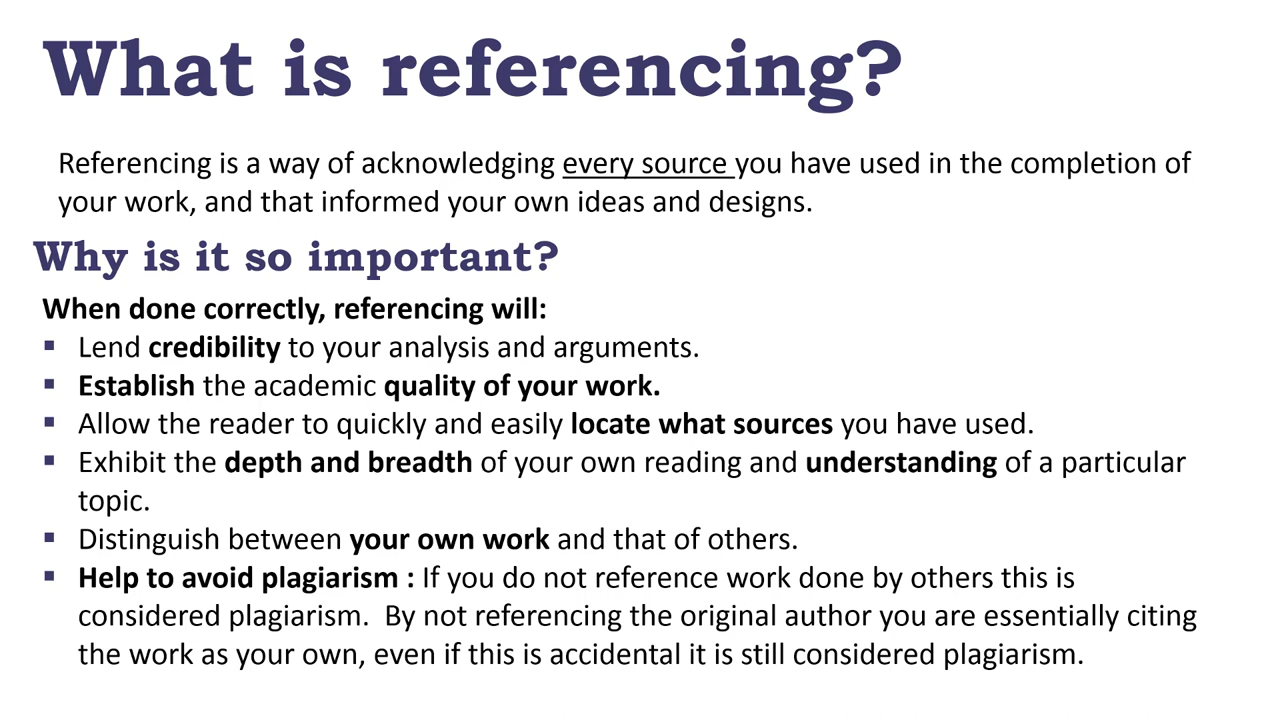 What is referencing?
Referencing is a way of acknowledging every source you have used in the completion of
your work, and that informed your own ideas and designs.
Why is it so important?
When done correctly, referencing will:
▪ Lend credibility to your analysis and arguments.
▪ Establish the academic quality of your work.
▪ Allow the reader to quickly and easily locate what sources you have used.
▪ Exhibit the depth and breadth of your own reading and understanding of a particular
topic.
▪ Distinguish between your own work and that of others.
▪ Help to avoid plagiarism : If you do not reference work done by others this is
considered plagiarism.  By not referencing the original author you are essentially citing
the work as your own, even if this is accidental it is still considered plagiarism.